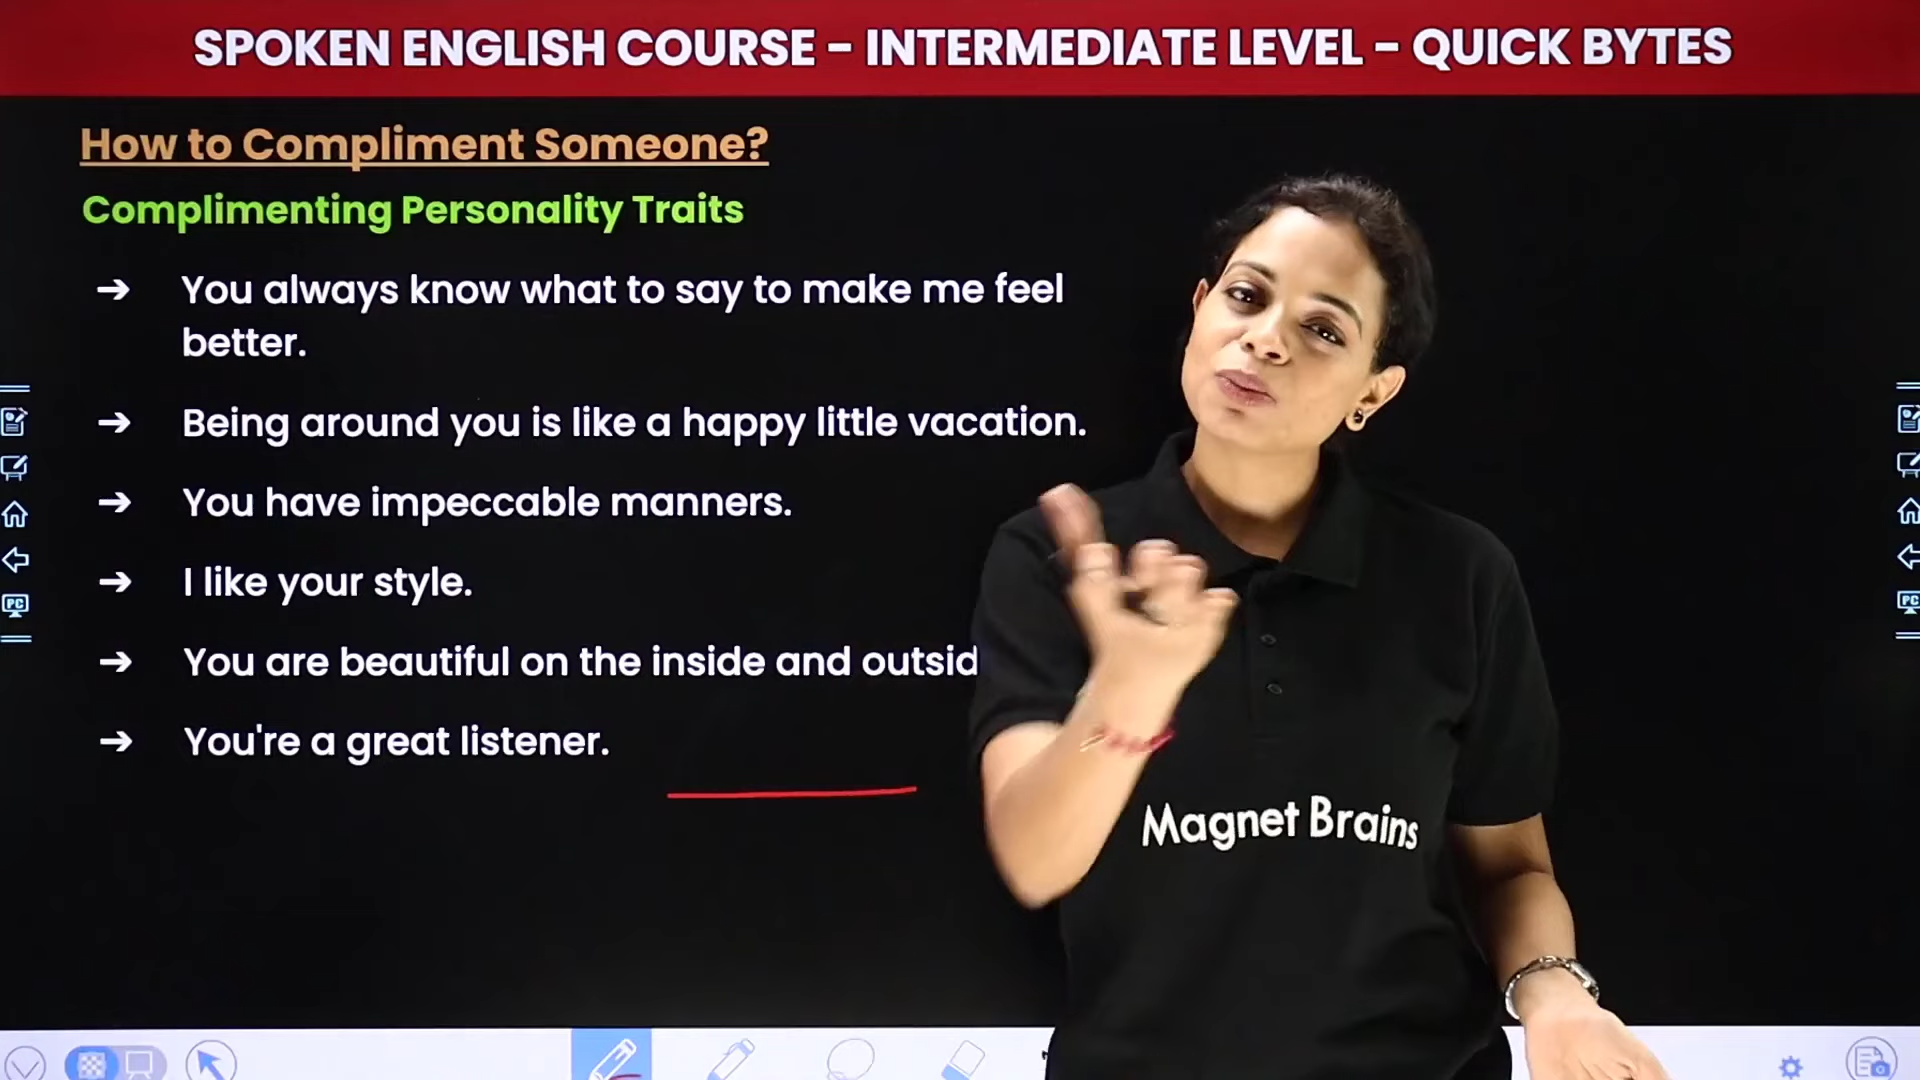 SPOKEN ENGLISH COURSE - INTERMEDIATE LEVEL - QUICK BYTES
How to Compliment Someone?
Complimenting Personality Traits
➔ You always know what to say to make me feel
better.
➔ Being around you is like a happy little vacation.
➔ You have impeccable manners.
➔ I like your style.
➔ You are beautiful on the inside and outsid
➔ You're a great listener.
Magnet Brains
PC
PC